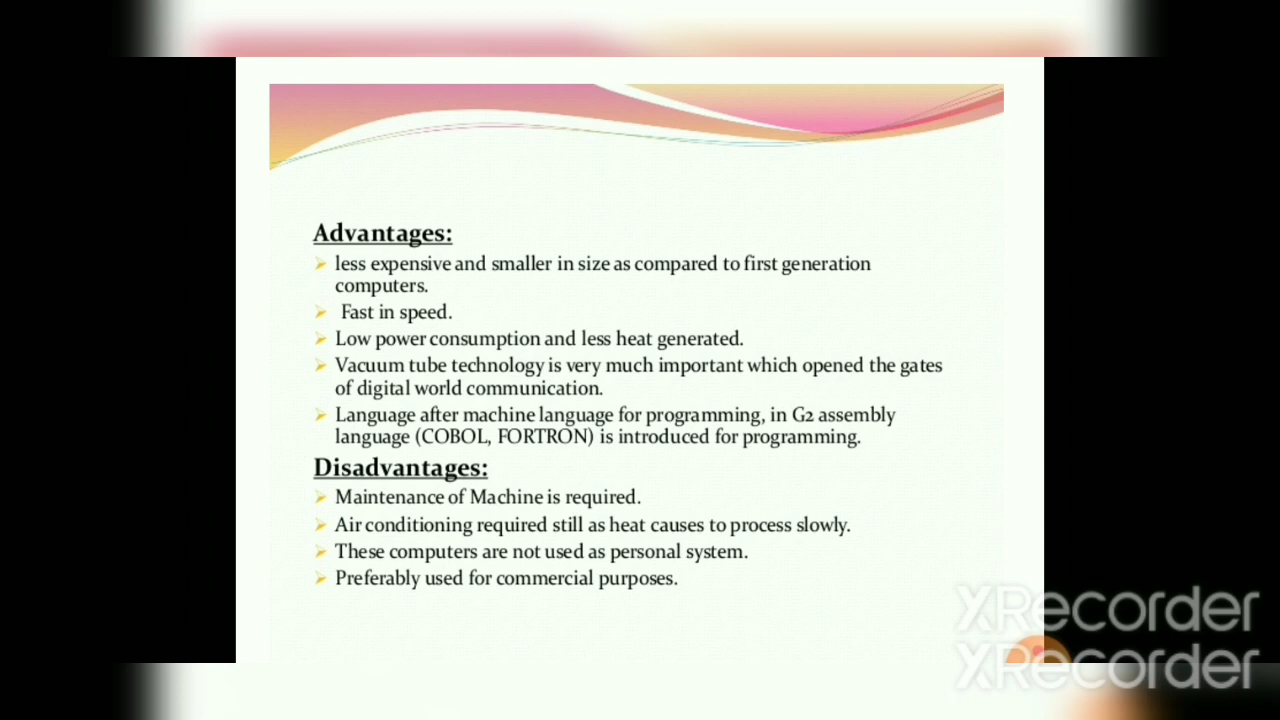 Advantages:
less expensive and smaller in size as compared to first generation
computers.
Fast in speed.
Low power consumption and less heat generated.
Vacuum tube technology is very much important which opened the gates
of digital world communication.
Language after machine language for programming, in G2 assembly
language (COBOL, FORTRON) is introduced for programming.
Disadvantages:
Maintenance of Machine is required.
Air conditioning required still as heat causes to process slowly.
These computers are not used as personal system.
Preferably used for commercial purposes.
XRecorder
XRecorder